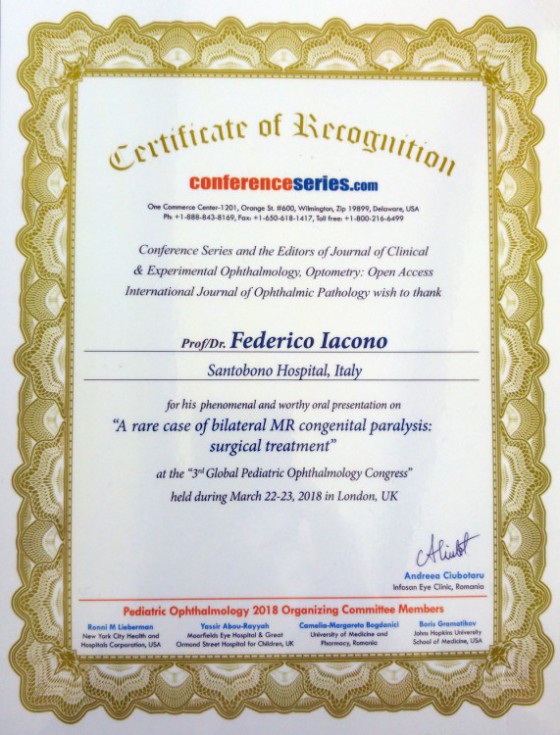 Certificate of Recognition
conferenceseries.com
One Commerce Center-1201, Orange St. #600, Wilmington, Zip 19899, Delaware, USA
Ph: +1-888-843-8169, Fax: +1-650-618-1417, Toll free: +1-800-216-6499
Conference Series and the Editors of Journal of Clinical
& Experimental Ophthalmology, Optometry: Open Access
International Journal of Ophthalmic Pathology wish to thank
Prof/Dr. Federico Iacono
Santobono Hospital, Italy
for his phenomenal and worthy oral presentation on
“A rare case of bilateral MR congenital paralysis:
surgical treatment”
at the “3rd Global Pediatric Ophthalmology Congress”
held during March 22-23, 2018 in London, UK
Andreea Ciubotaru
Infosan Eye Clinic, Romania
Pediatric Ophthalmology 2018 Organizing Committee Members
Ronni M Lieberman
New York City Health and
Hospitals Corporation, USA
Yassir Abou-Rayyah
Moorfields Eye Hospital & Great
Ormond Street Hospital for Children, UK
Camelia-Margareta Bogdanici
University of Medicine and
Pharmacy, Romania
Boris Gramatikov
Johns Hopkins University
School of Medicine, USA